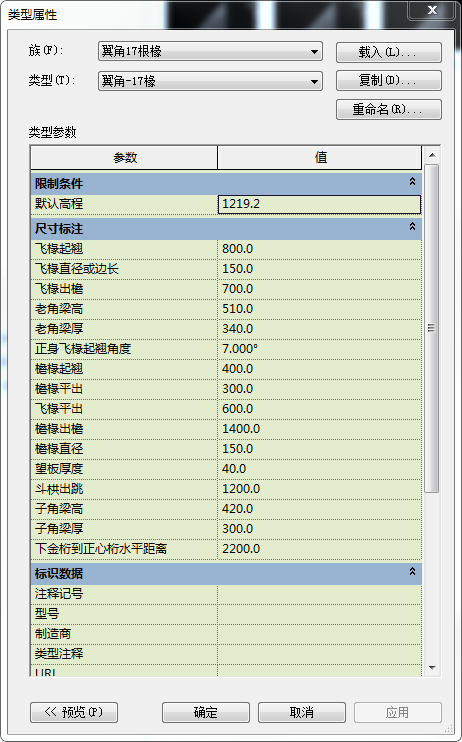 类型属性
族(F): 翼角17根椽 载入(L)...
类型(T): 翼角-17椽 复制(D)...
重命名(R)...
类型参数
参数 值
限制条件
默认高程 1219.2
尺寸标注
飞椽起翘 800.0
飞椽直径或边长 150.0
飞椽出檐 700.0
老角梁高 510.0
老角梁厚 340.0
正身飞椽起翘角度 7.000°
檐椽起翘 400.0
檐椽平出 300.0
飞椽平出 600.0
檐椽出檐 1400.0
檐椽直径 150.0
望板厚度 40.0
斗栱出跳 1200.0
子角梁高 420.0
子角梁厚 300.0
下金桁到正心桁水平距离 2200.0
标识数据
注释记号
型号
制造商
类型注释
URL
<< 预览(P) 确定 取消 应用